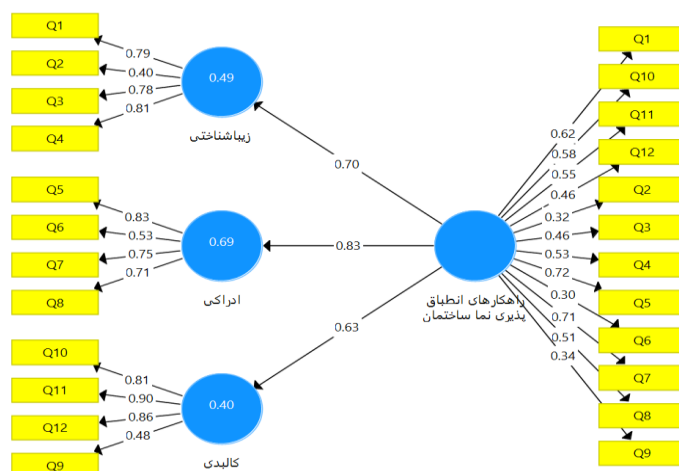 Q1
Q2
Q3
Q4
0.79
0.40
0.78
0.81
0.49
زیباشناختی
Q5
Q6
Q7
Q8
0.83
0.53
0.75
0.71
0.69
ادراکی
Q10
Q11
Q12
Q9
0.81
0.90
0.86
0.48
0.40
کالبدی
0.70
0.83
0.63
راهکارهای انطباق
پذیری نما ساختمان
0.62
0.58
0.55
0.46
0.32
0.46
0.53
0.72
0.30
0.71
0.51
0.34
Q1
Q10
Q11
Q12
Q2
Q3
Q4
Q5
Q6
Q7
Q8
Q9